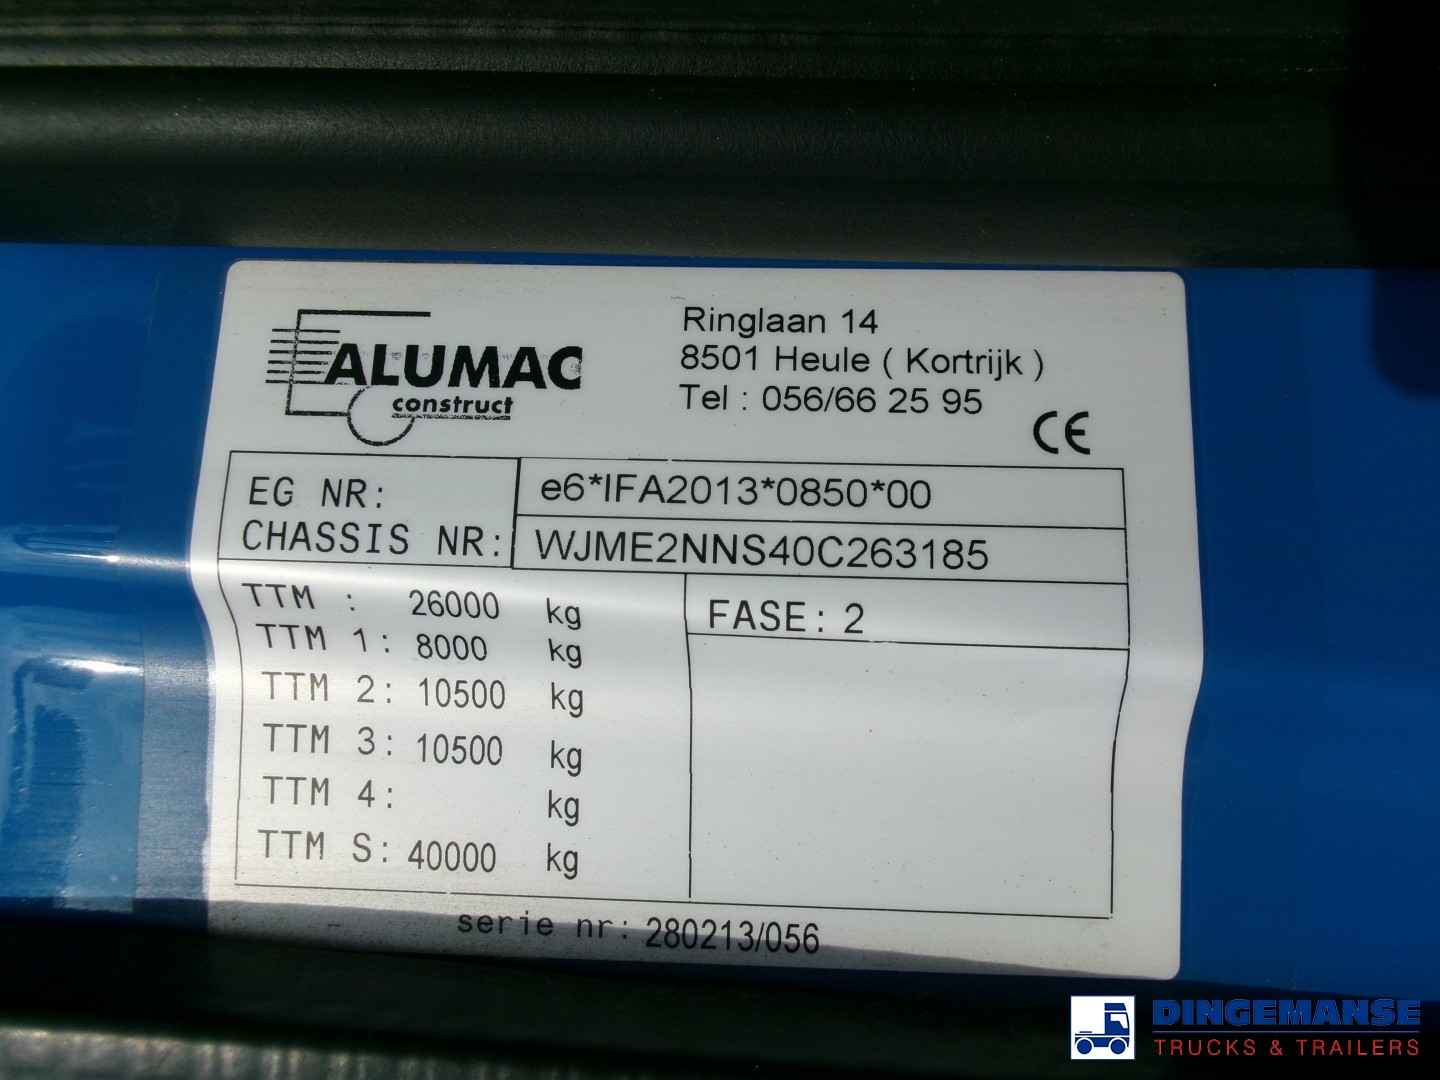 ALUMAC
construct
Ringlaan 14
8501 Heule ( Kortrijk )
Tel : 056/66 25 95
CE
EG NR: e6*IFA2013*0850*00
CHASSIS NR: WJME2NNS40C263185
TTM : 26000 kg
TTM 1: 8000 kg
TTM 2: 10500 kg
TTM 3: 10500 kg
TTM 4: kg
TTM S: 40000 kg
FASE: 2
serie nr: 280213/056
DINGEMANSE
TRUCKS & TRAILERS